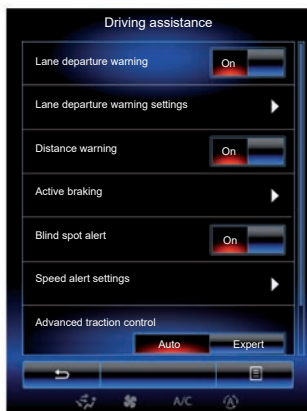 Driving assistance
Lane departure warning On
Lane departure warning settings
Distance warning On
Active braking
Blind spot alert On
Speed alert settings
Advanced traction control
Auto Expert
A/C